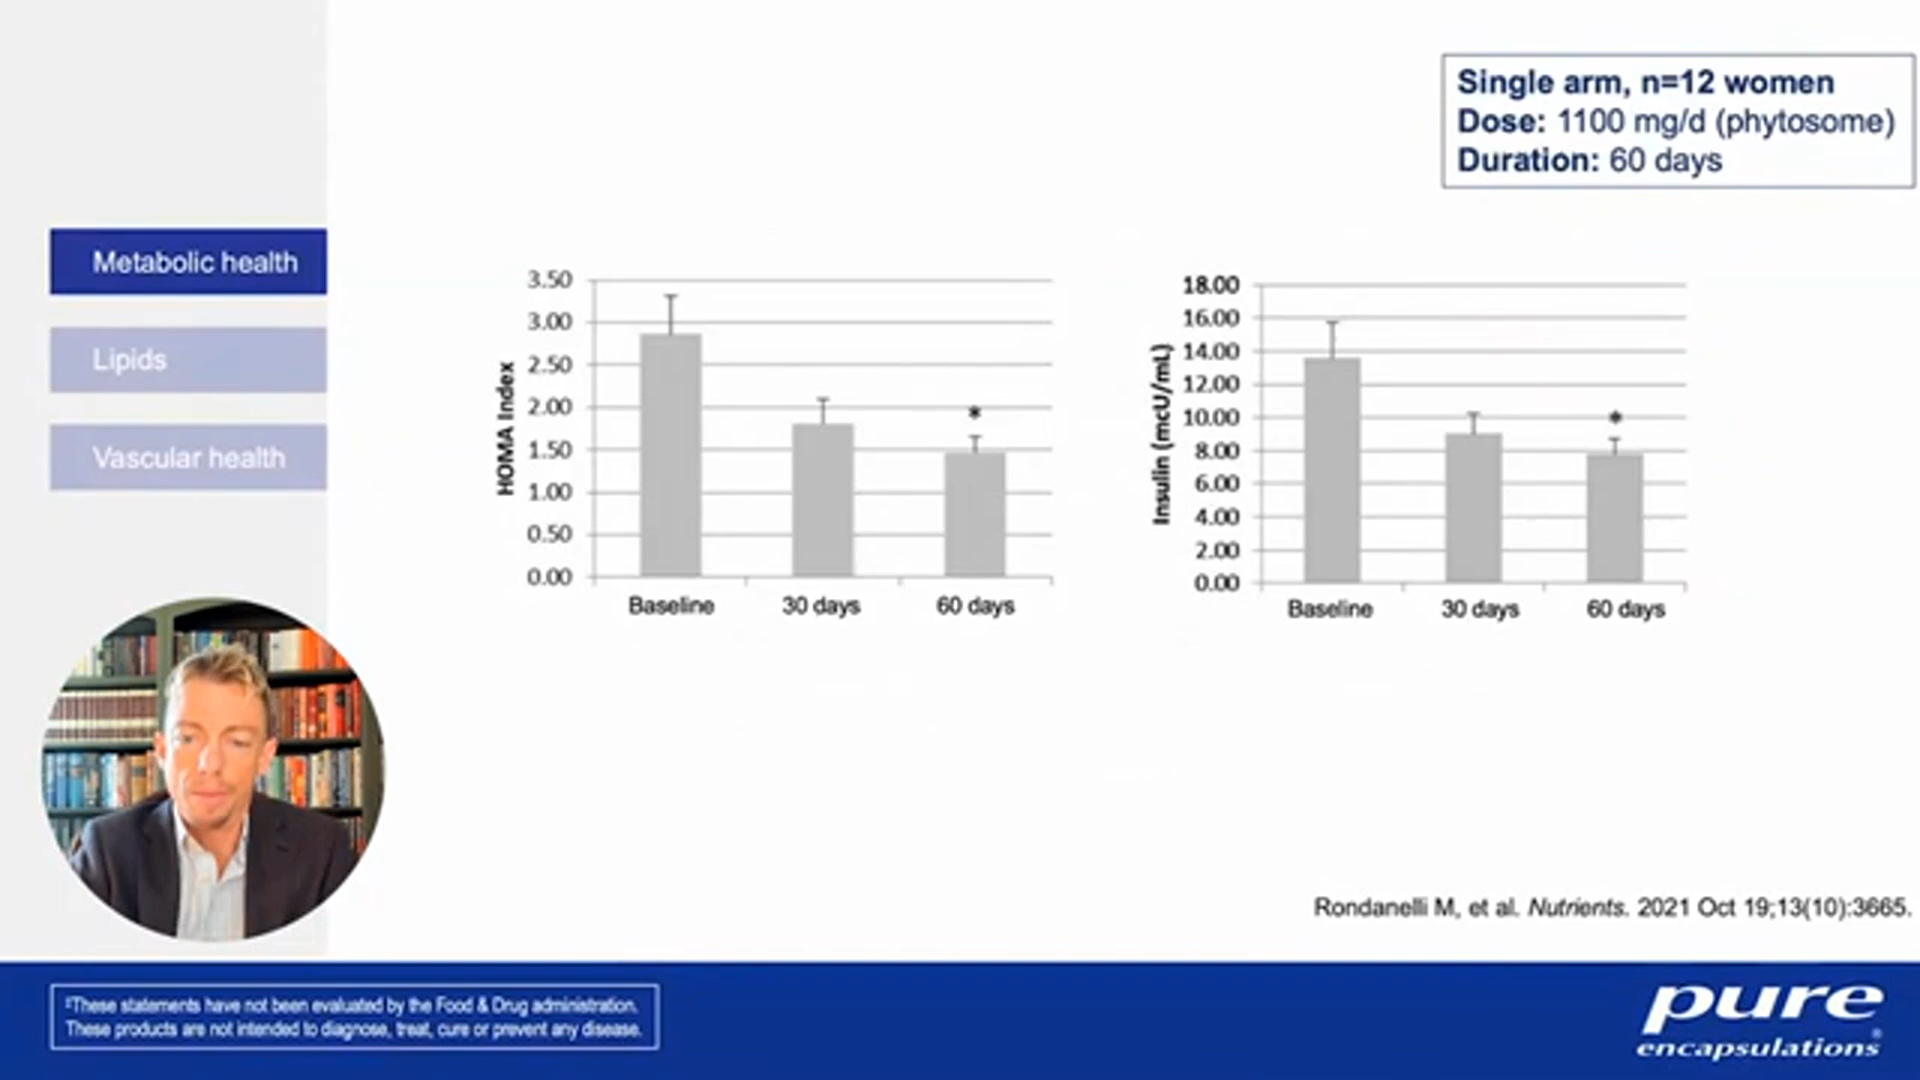 Single arm, n=12 women
Dose: 1100 mg/d (phytosome)
Duration: 60 days
Metabolic health
Lipids
Vascular health
HOMA Index
3.50
3.00
2.50
2.00
1.50
1.00
0.50
0.00
*
Baseline 30 days 60 days
Insulin (mcU/mL)
18.00
16.00
14.00
12.00
10.00
8.00
6.00
4.00
2.00
0.00
*
Baseline 30 days 60 days
Rondanelli M, et al. Nutrients. 2021 Oct 19;13(10):3665.
‡These statements have not been evaluated by the Food & Drug administration.
These products are not intended to diagnose, treat, cure or prevent any disease.
pure
encapsulations®